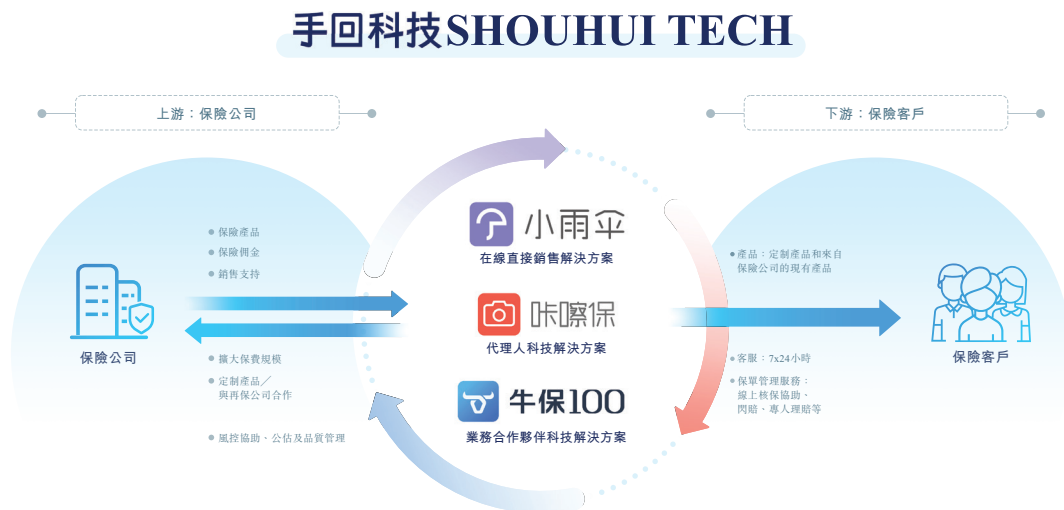 手回科技SHOUHUI TECH
上游：保險公司
下游：保險客戶
保險產品
保險佣金
銷售支持
保險公司
擴大保費規模
定制產品／
與再保公司合作
風控協助、公估及品質管理
小雨伞
在線直接銷售解決方案
咔嚓保
代理人科技解決方案
牛保100
業務合作夥伴科技解決方案
產品：定制產品和來自
保險公司的現有產品
保險客戶
客服：7x24小時
保單管理服務：
線上核保協助、
閃賠、專人理賠等